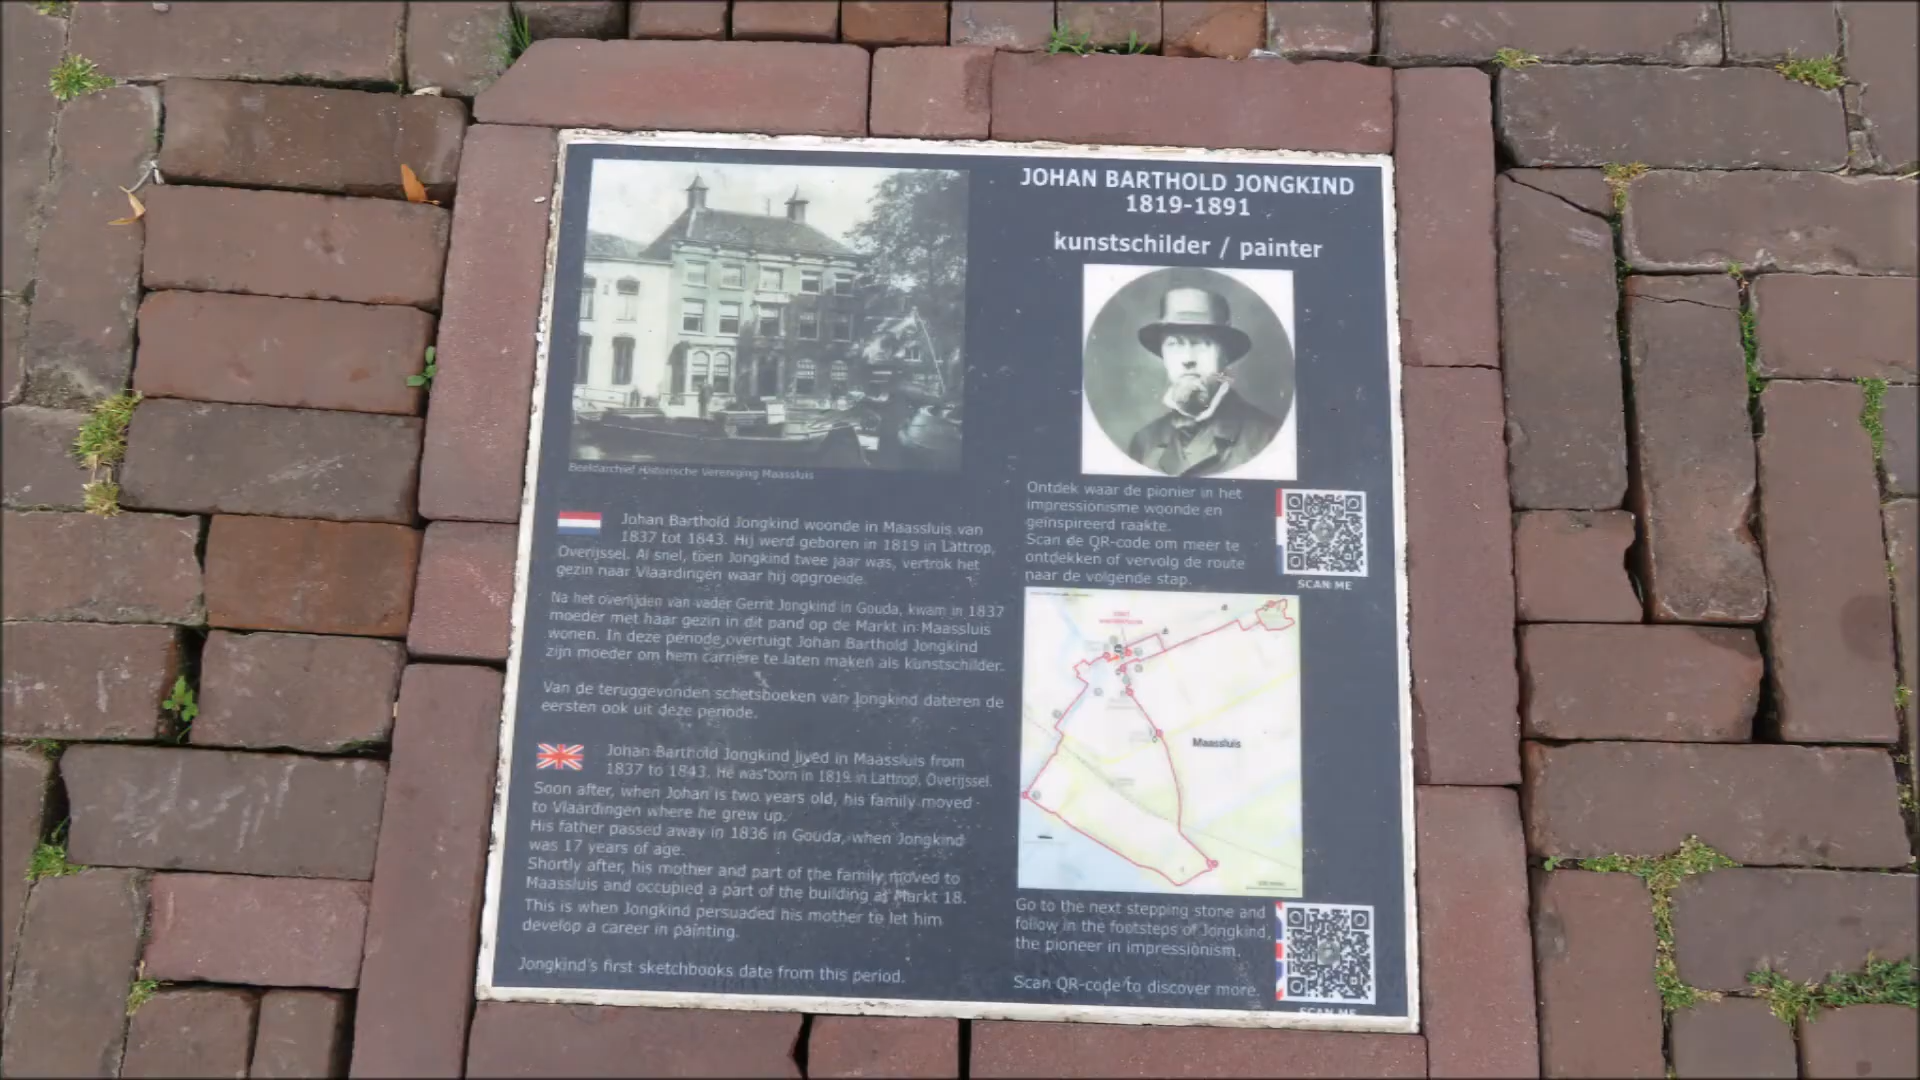 JOHAN BARTHOLD JONGKIND
1819-1891
kunstschilder / painter
Beeldarchief Historische Vereniging Maassluis
Johan Barthold Jongkind woonde in Maassluis van
1837 tot 1843. Hij werd geboren in 1819 in Lattrop,
Overijssel. Al snel, toen Jongkind twee jaar was, vertrok het
gezin naar Vlaardingen waar hij opgroeide.
Na het overlijden van vader Gerrit Jongkind in Gouda, kwam in 1837
moeder met haar gezin in dit pand op de Markt in Maassluis
wonen. In deze periode overtuigt Johan Barthold Jongkind
zijn moeder om hem carrière te laten maken als kunstschilder.
Van de teruggevonden schetsboeken van Jongkind dateren de
eersten ook uit deze periode.
Johan Barthold Jongkind lived in Maassluis from
1837 to 1843. He was born in 1819 in Lattrop, Overijssel.
Soon after, when Johan is two years old, his family moved
to Vlaardingen where he grew up.
His father passed away in 1836 in Gouda, when Jongkind
was 17 years of age.
Shortly after, his mother and part of the family moved to
Maassluis and occupied a part of the building at Markt 18.
This is when Jongkind persuaded his mother to let him
develop a career in painting.
Jongkind's first sketchbooks date from this period.
Ontdek waar de pionier in het
impressionisme woonde en
geïnspireerd raakte.
Scan de QR-code om meer te
ontdekken of vervolg de route
naar de volgende stap.
SCAN ME
Maassluis
Go to the next stepping stone and
follow in the footsteps of Jongkind,
the pioneer in impressionism.
Scan QR-code to discover more.
SCAN ME